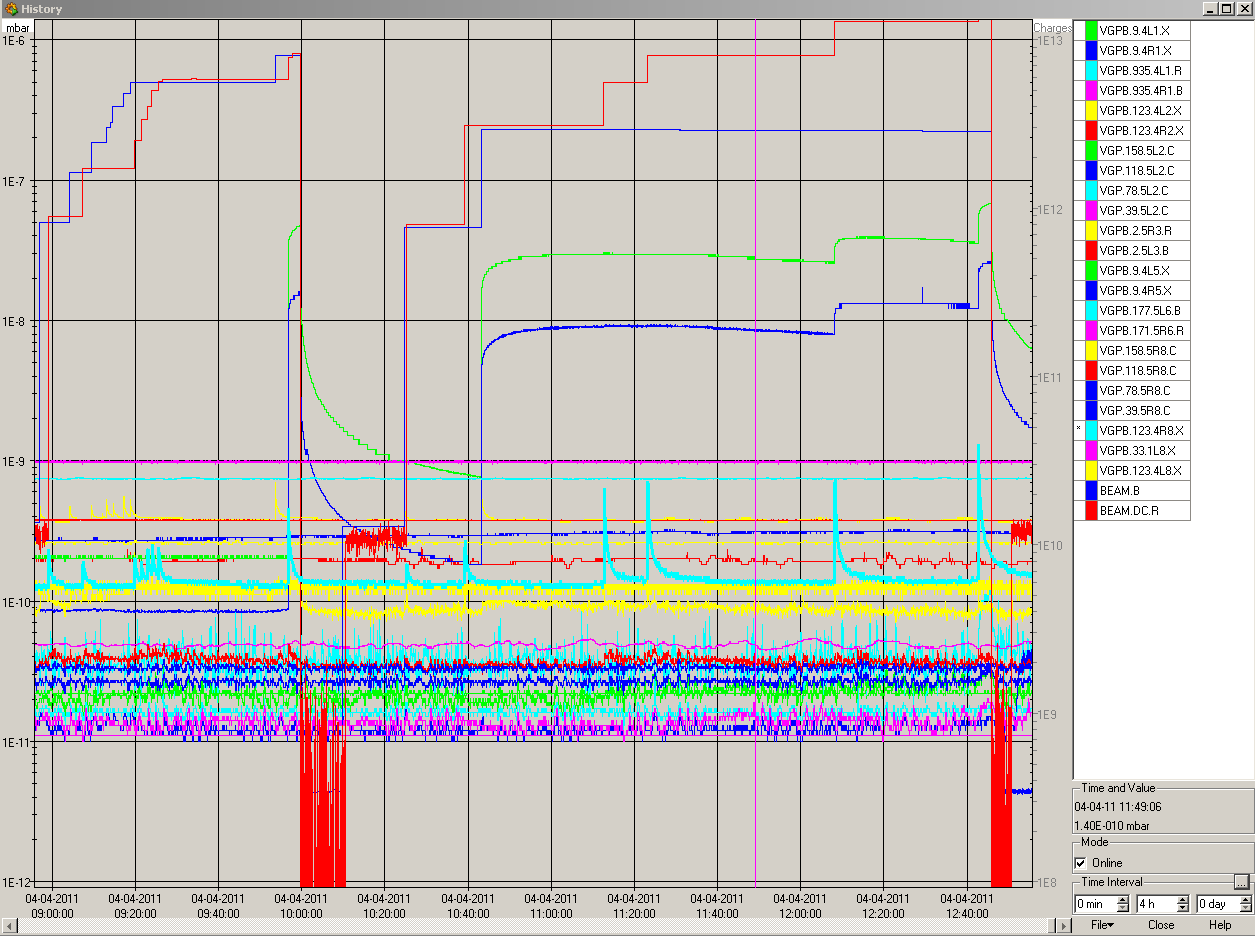 History
mbar
Charges
1E-6
1E-7
1E-8
1E-9
1E-10
1E-11
1E-12
1E13
1E12
1E11
1E10
1E9
1E8
04-04-2011 04-04-2011 04-04-2011 04-04-2011 04-04-2011 04-04-2011 04-04-2011 04-04-2011 04-04-2011 04-04-2011 04-04-2011 04-04-2011
09:00:00 09:20:00 09:40:00 10:00:00 10:20:00 10:40:00 11:00:00 11:20:00 11:40:00 12:00:00 12:20:00 12:40:00
VGPB.9.4L1.X
VGPB.9.4R1.X
VGPB.935.4L1.R
VGPB.935.4R1.B
VGPB.123.4L2.X
VGPB.123.4R2.X
VGP.158.5L2.C
VGP.118.5L2.C
VGP.78.5L2.C
VGP.39.5L2.C
VGPB.2.5R3.R
VGPB.2.5L3.B
VGPB.9.4L5.X
VGPB.9.4R5.X
VGPB.177.5L6.B
VGPB.171.5R6.R
VGP.158.5R8.C
VGP.118.5R8.C
VGP.78.5R8.C
VGP.39.5R8.C
* VGPB.123.4R8.X
VGPB.33.1L8.X
VGPB.123.4L8.X
BEAM.B
BEAM.DC.R
Time and Value
04-04-11 11:49:06
1.40E-010 mbar
Mode
Online
Time Interval ...
0 min 4 h 0 day
File Close Help